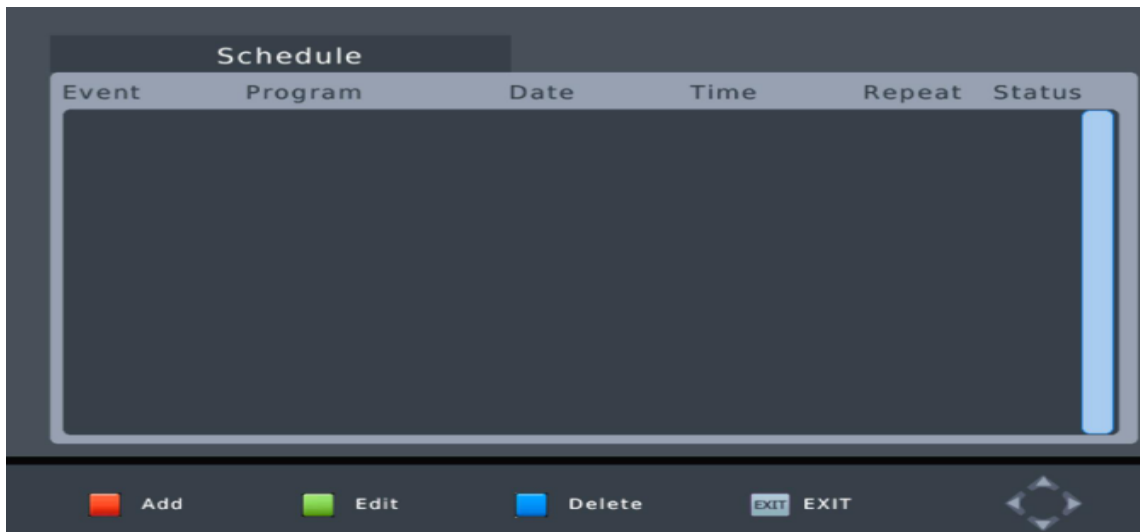 Schedule
Event Program Date Time Repeat Status
Add Edit Delete EXIT EXIT